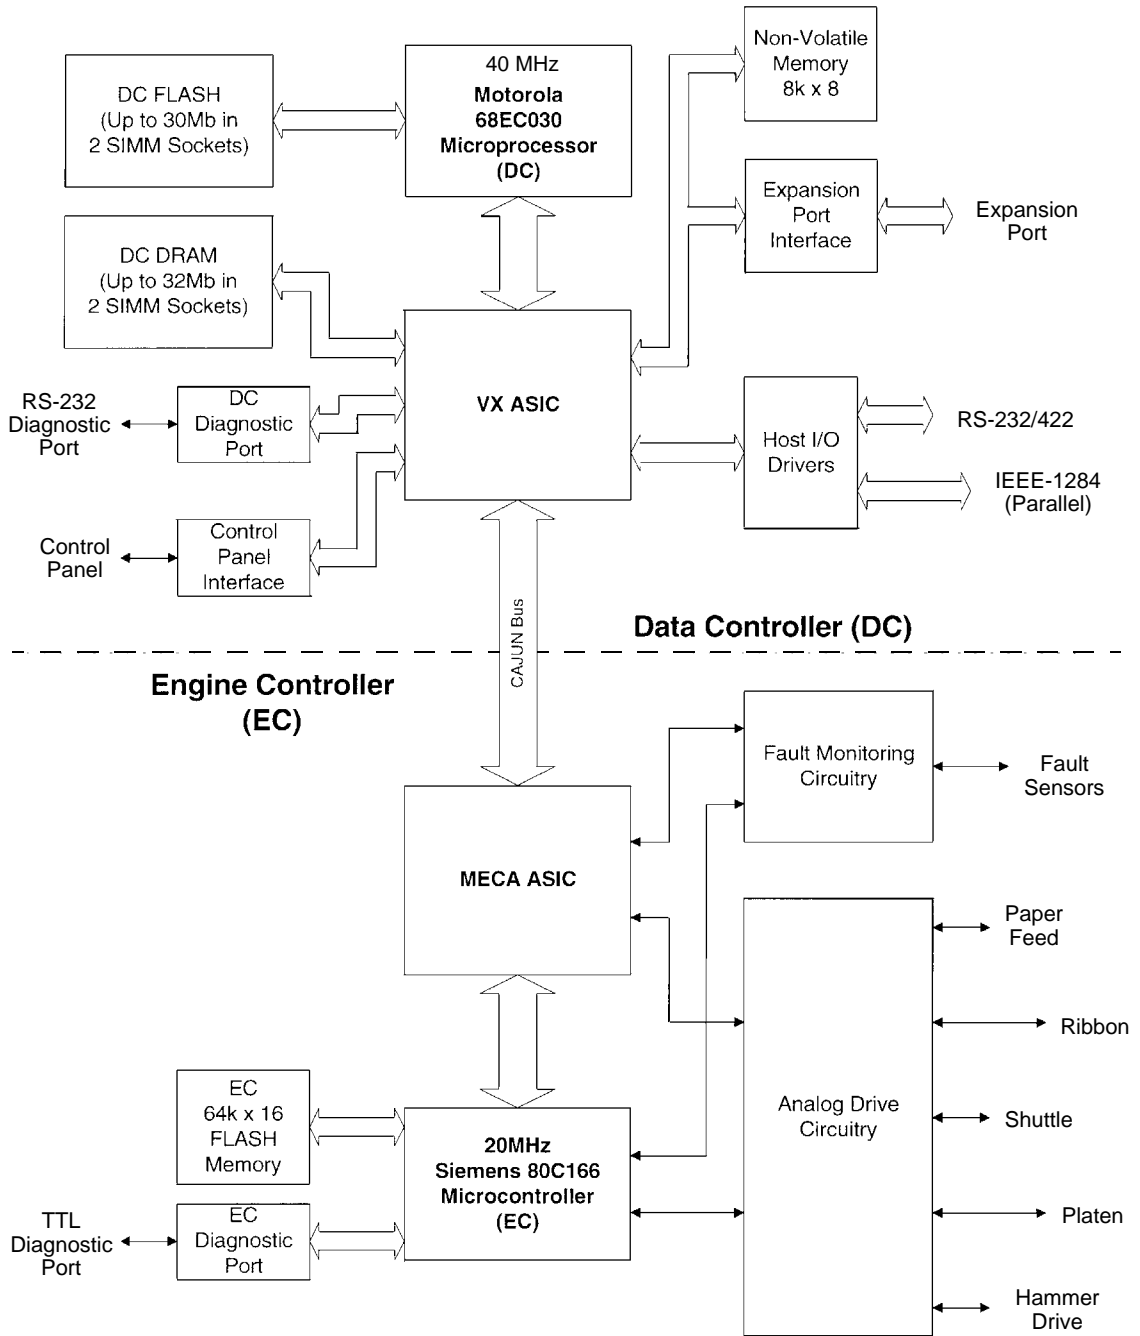 DC FLASH
(Up to 30Mb in
2 SIMM Sockets)
40 MHz
Motorola
68EC030
Microprocessor
(DC)
Non-Volatile
Memory
8k x 8
DC DRAM
(Up to 32Mb in
2 SIMM Sockets)
Expansion
Port
Interface
Expansion
Port
RS-232
Diagnostic
Port
DC
Diagnostic
Port
VX ASIC
Host I/O
Drivers
RS-232/422
IEEE-1284
(Parallel)
Control
Panel
Control
Panel
Interface
CAJUN Bus
Data Controller (DC)
Engine Controller
(EC)
Fault Monitoring
Circuitry
Fault
Sensors
MECA ASIC
Paper
Feed
Ribbon
Analog Drive
Circuitry
Shuttle
EC
64k x 16
FLASH
Memory
20MHz
Siemens 80C166
Microcontroller
(EC)
TTL
Diagnostic
Port
EC
Diagnostic
Port
Platen
Hammer
Drive